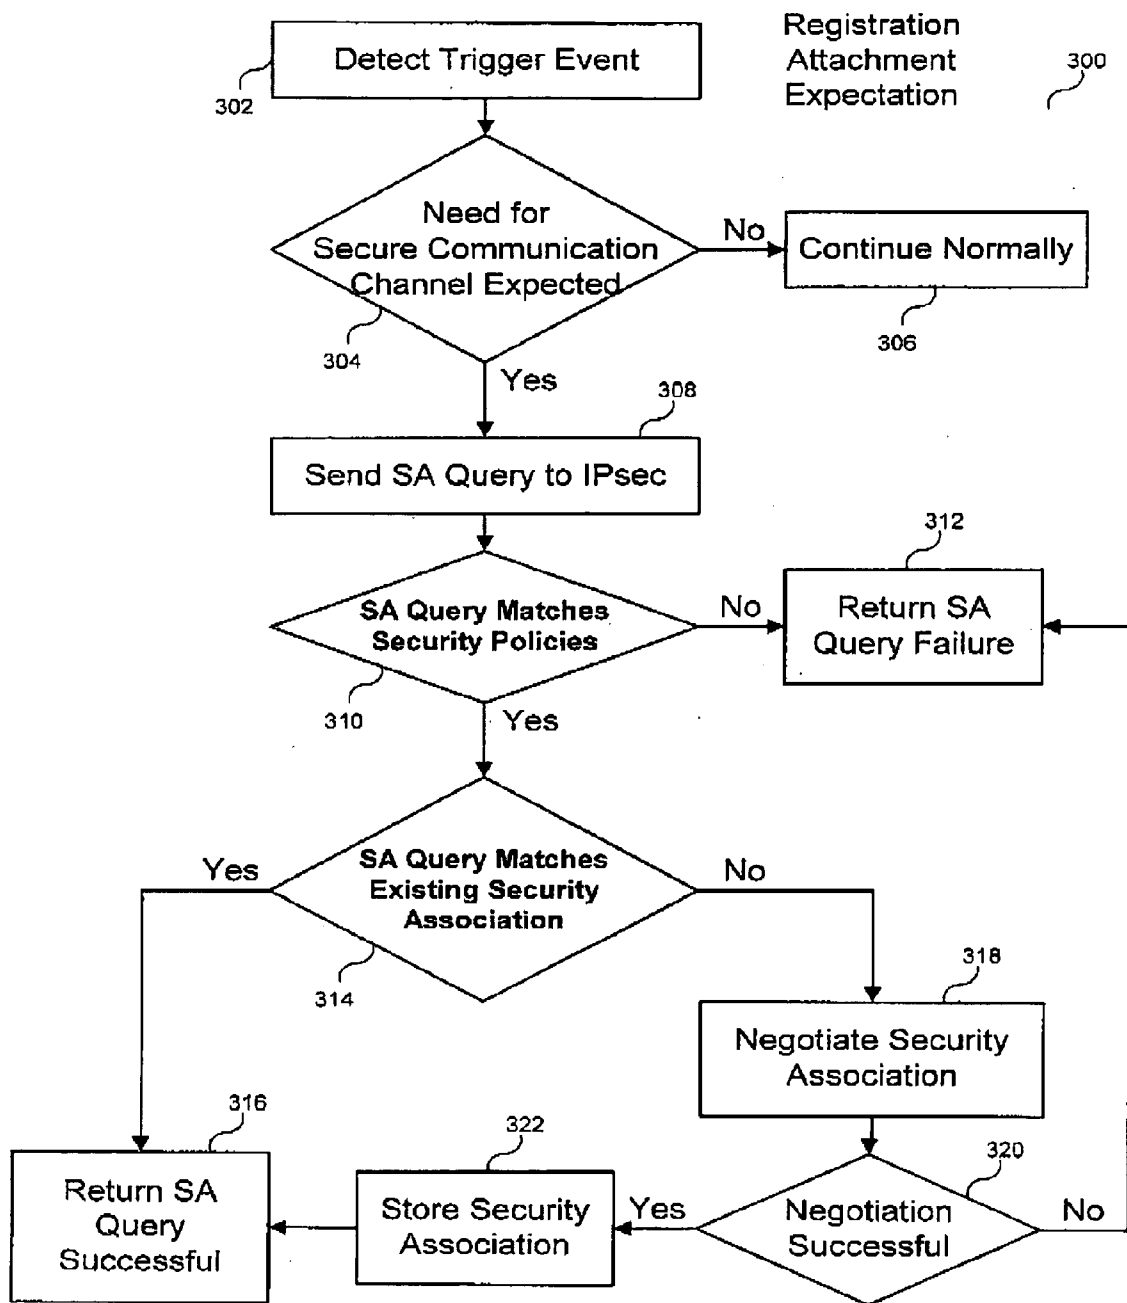 Registration
Attachment
Expectation
300
Detect Trigger Event
302
Need for
Secure Communication
Channel Expected
304
No
Continue Normally
306
Yes
308
Send SA Query to IPsec
SA Query Matches
Security Policies
310
No
312
Return SA
Query Failure
Yes
SA Query Matches
Existing Security
Association
314
Yes
No
318
Negotiate Security
Association
316
Return SA
Query
Successful
322
Store Security
Association
Yes
320
Negotiation
Successful
No